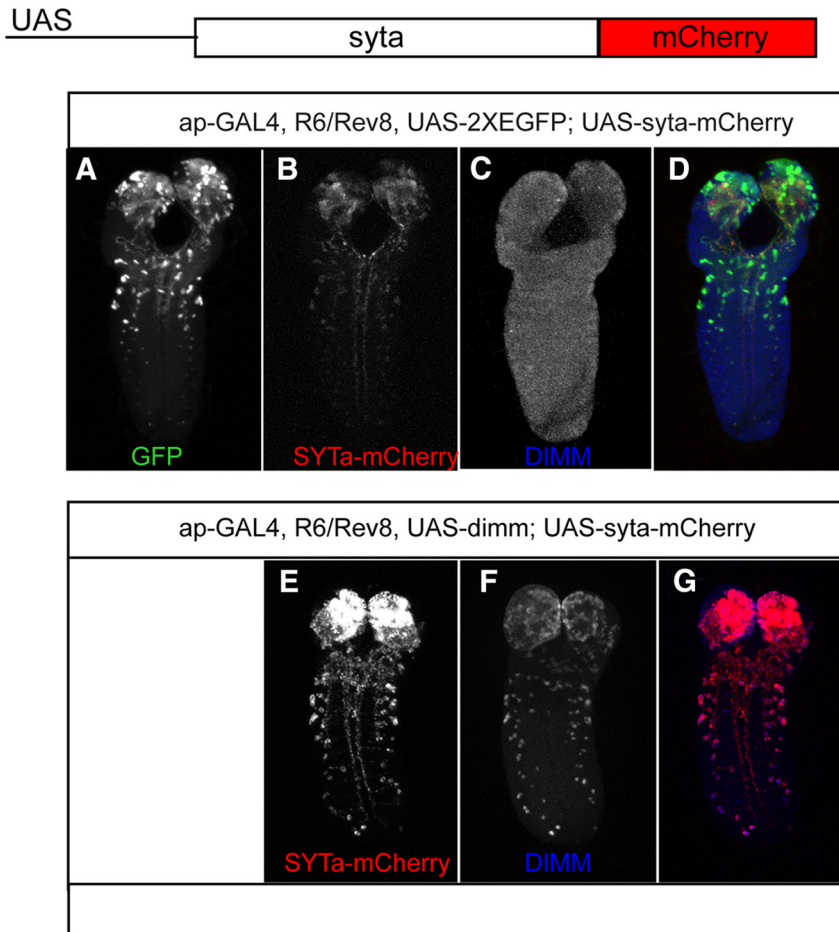 UAS
syta
mCherry
ap-GAL4, R6/Rev8, UAS-2XEGFP; UAS-syta-mCherry
A
B
C
D
GFP
SYTa-mCherry
DIMM
ap-GAL4, R6/Rev8, UAS-dimm; UAS-syta-mCherry
E
F
G
SYTa-mCherry
DIMM